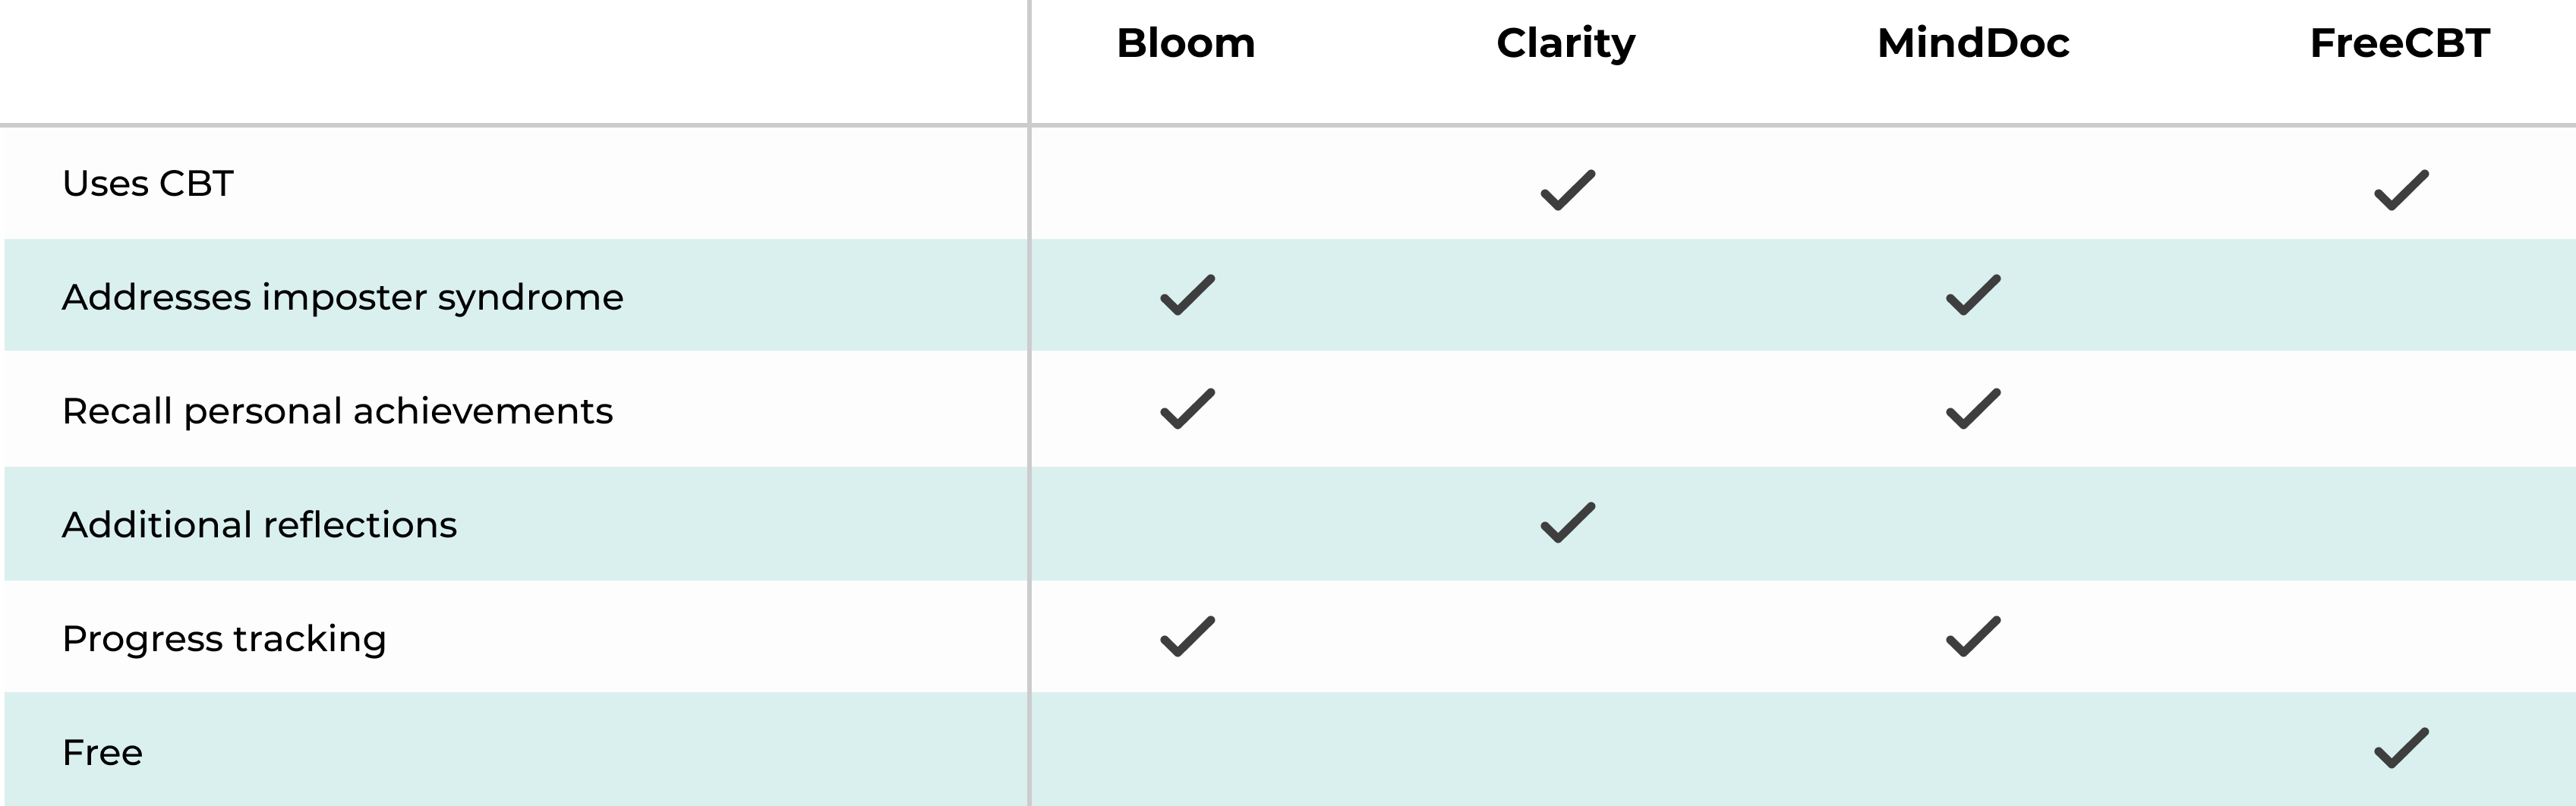 Bloom Clarity MindDoc FreeCBT
Uses CBT ✓ ✓
Addresses imposter syndrome ✓ ✓
Recall personal achievements ✓ ✓
Additional reflections ✓
Progress tracking ✓ ✓
Free ✓